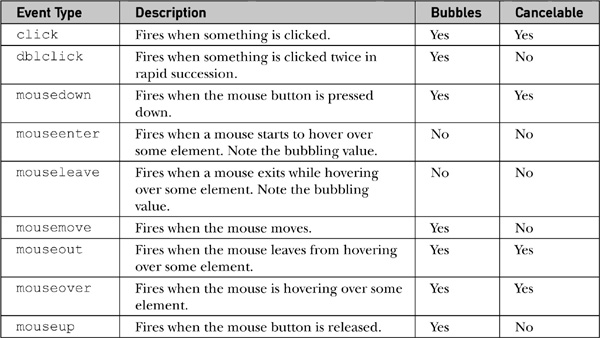 Event Type Description Bubbles Cancelable
click Fires when something is clicked. Yes Yes
dblclick Fires when something is clicked twice in Yes No
rapid succession.
mousedown Fires when the mouse button is pressed Yes Yes
down.
mouseenter Fires when a mouse starts to hover over No No
some element. Note the bubbling value.
mouseleave Fires when a mouse exits while hovering No No
over some element. Note the bubbling
value.
mousemove Fires when the mouse moves. Yes No
mouseout Fires when the mouse leaves from hovering Yes Yes
over some element.
mouseover Fires when the mouse is hovering over some Yes Yes
element.
mouseup Fires when the mouse button is released. Yes No